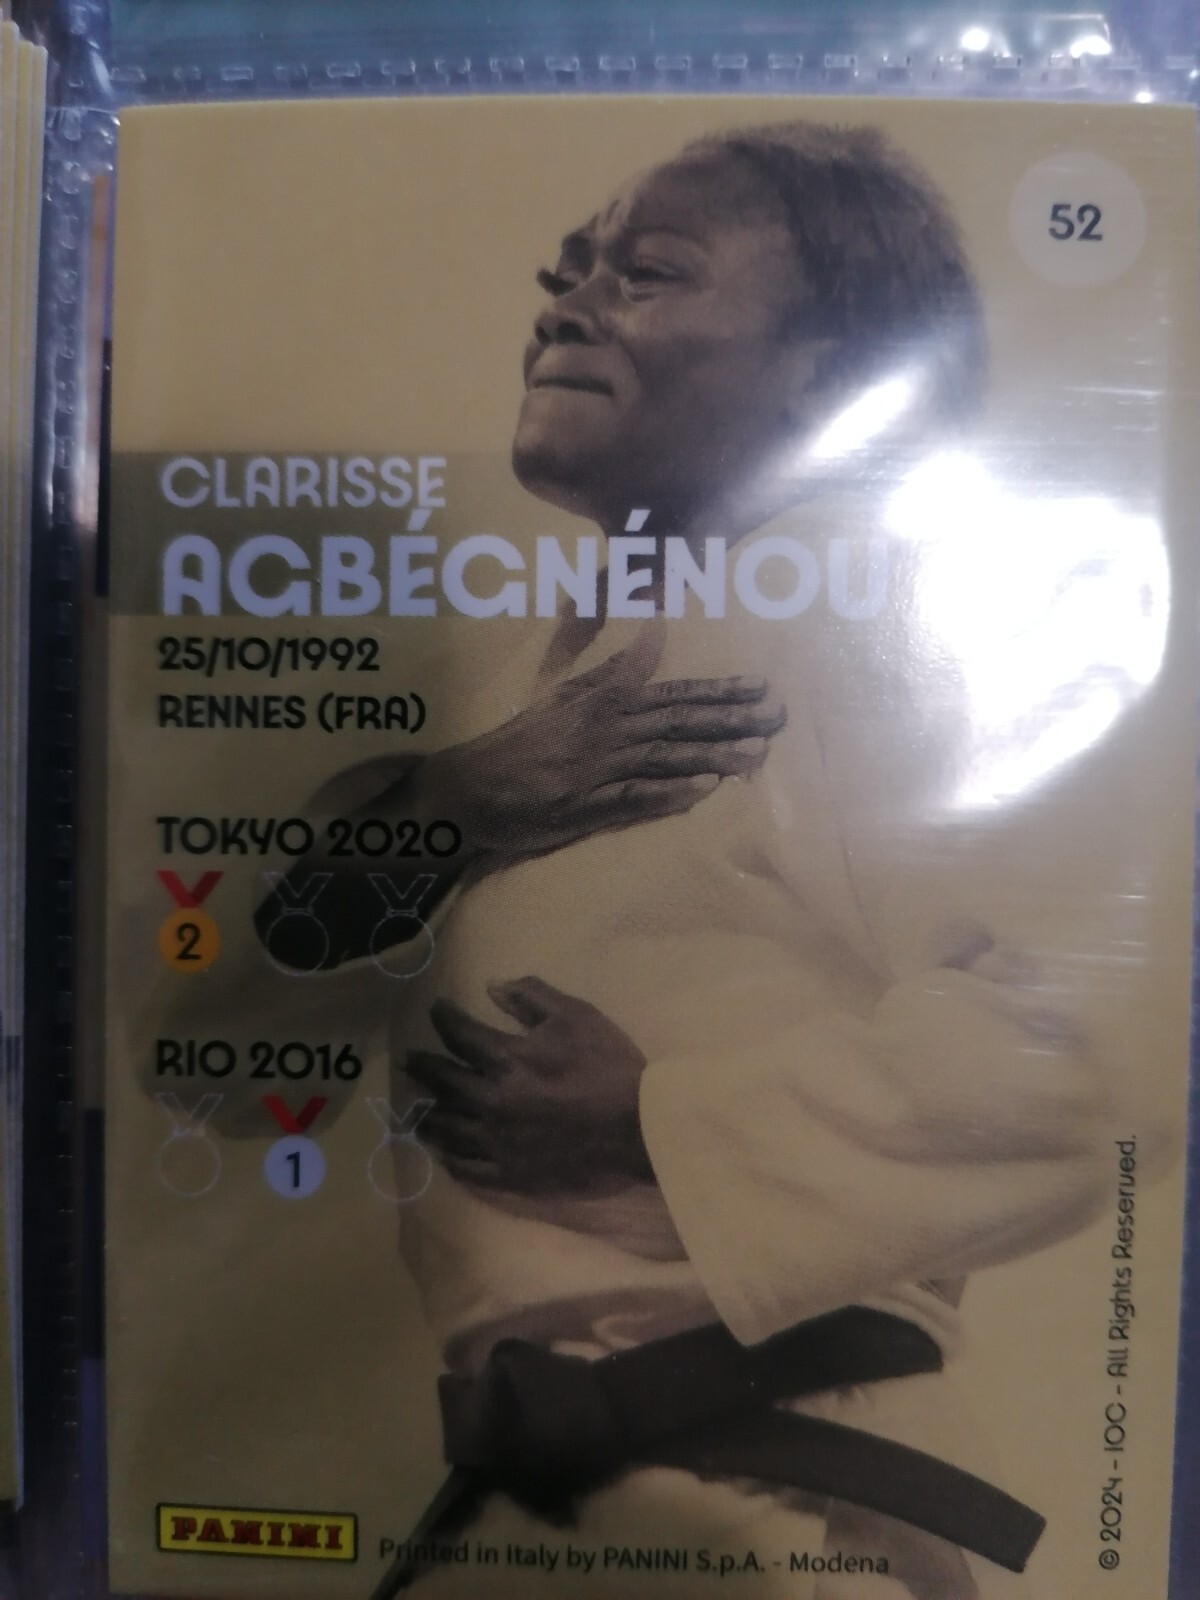 52
CLARISSE
AGBÉGNÉNOU
25/10/1992
RENNES (FRA)
TOKYO 2020
2
RIO 2016
1
PANINI
Printed in Italy by PANINI S.p.A. - Modena
© 2024 - IOC - All Rights Reserved.